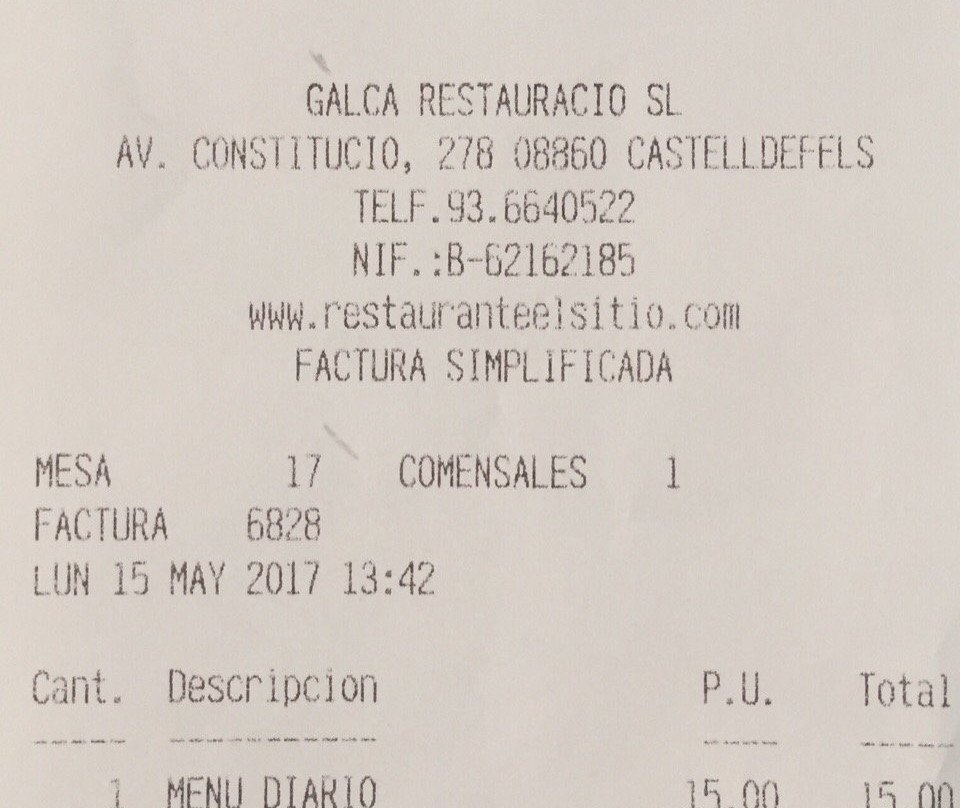 GALCA RESTAURACIO SL
AV. CONSTITUCIO, 278 08860 CASTELLDEFELS
TELF.93.6640522
NIF.:B-62162185
www.restauranteelsitio.com
FACTURA SIMPLIFICADA
MESA 17 COMENSALES 1
FACTURA 6828
LUN 15 MAY 2017 13:42
Cant. Descripcion P.U. Total
1 MENU DIARIO 15.00 15.00